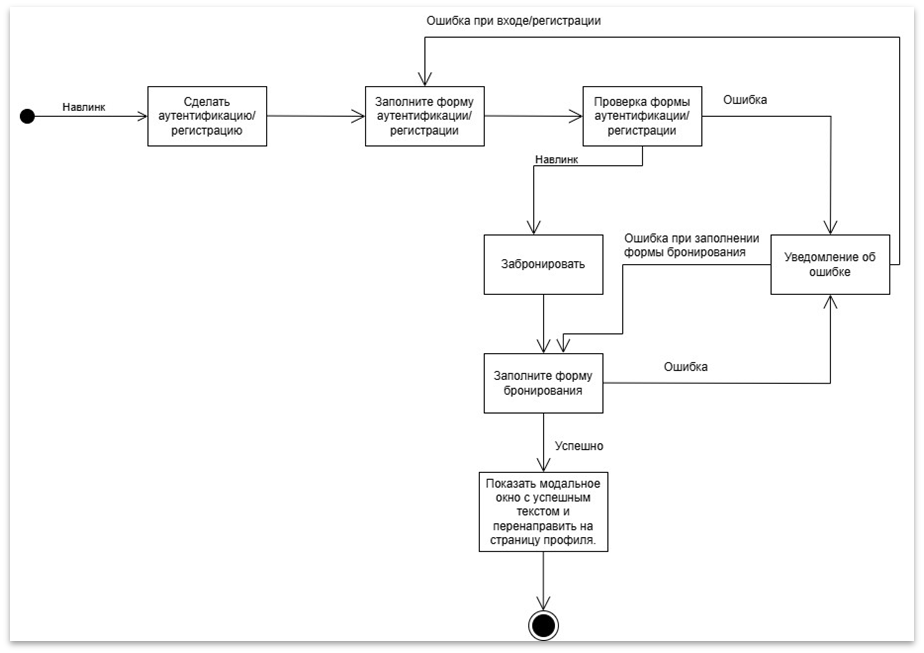 Ошибка при входе/регистрации
Навлинк
Сделать
аутентификацию/
регистрацию
Заполните форму
аутентификации/
регистрации
Проверка формы
аутентификации/
регистрации
Ошибка
Навлинк
Забронировать
Ошибка при заполнении
формы бронирования
Уведомление об
ошибке
Заполните форму
бронирования
Ошибка
Успешно
Показать модальное
окно с успешным
текстом и
перенаправить на
страницу профиля.